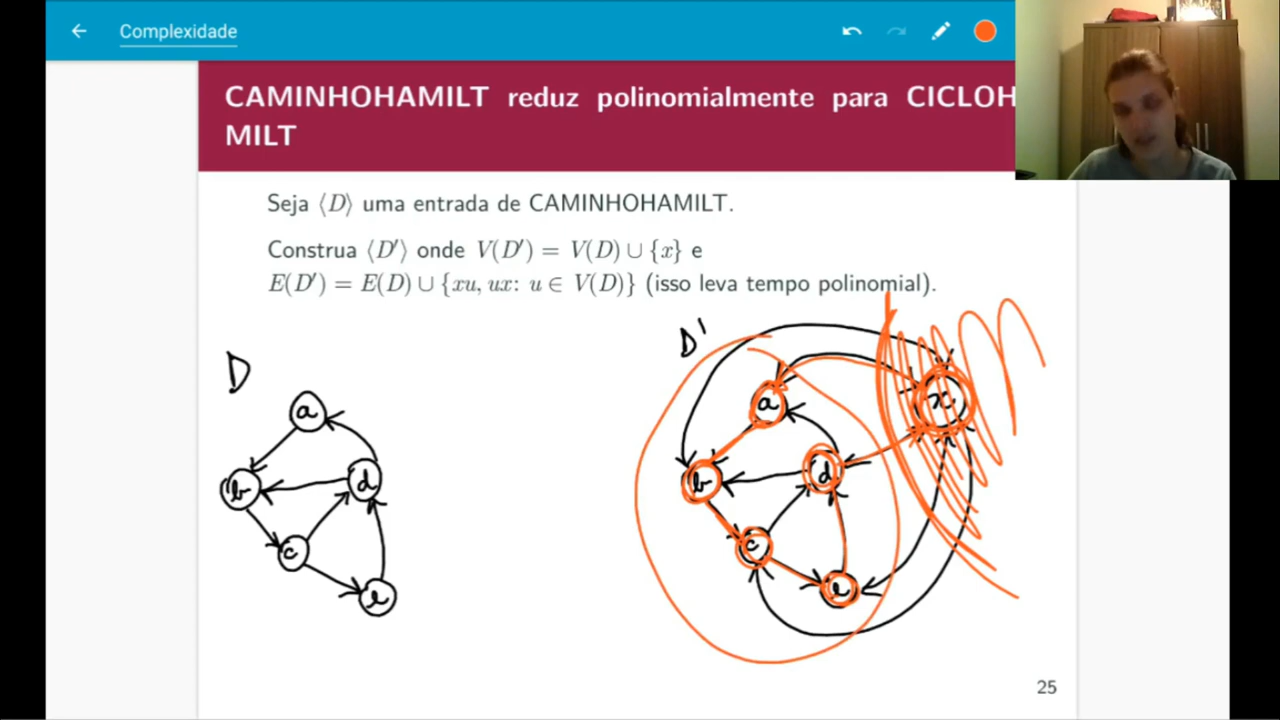 Complexidade
CAMINHOHAMILT reduz polinomialmente para CICLOH
MILT
Seja ⟨D⟩ uma entrada de CAMINHOHAMILT.
Construa ⟨D′⟩ onde V(D′) = V(D) ∪ {x} e
E(D′) = E(D) ∪ {xu, ux: u ∈ V(D)} (isso leva tempo polinomial).
D
D'
a
a
x
b
d
b
d
c
c
e
e
25